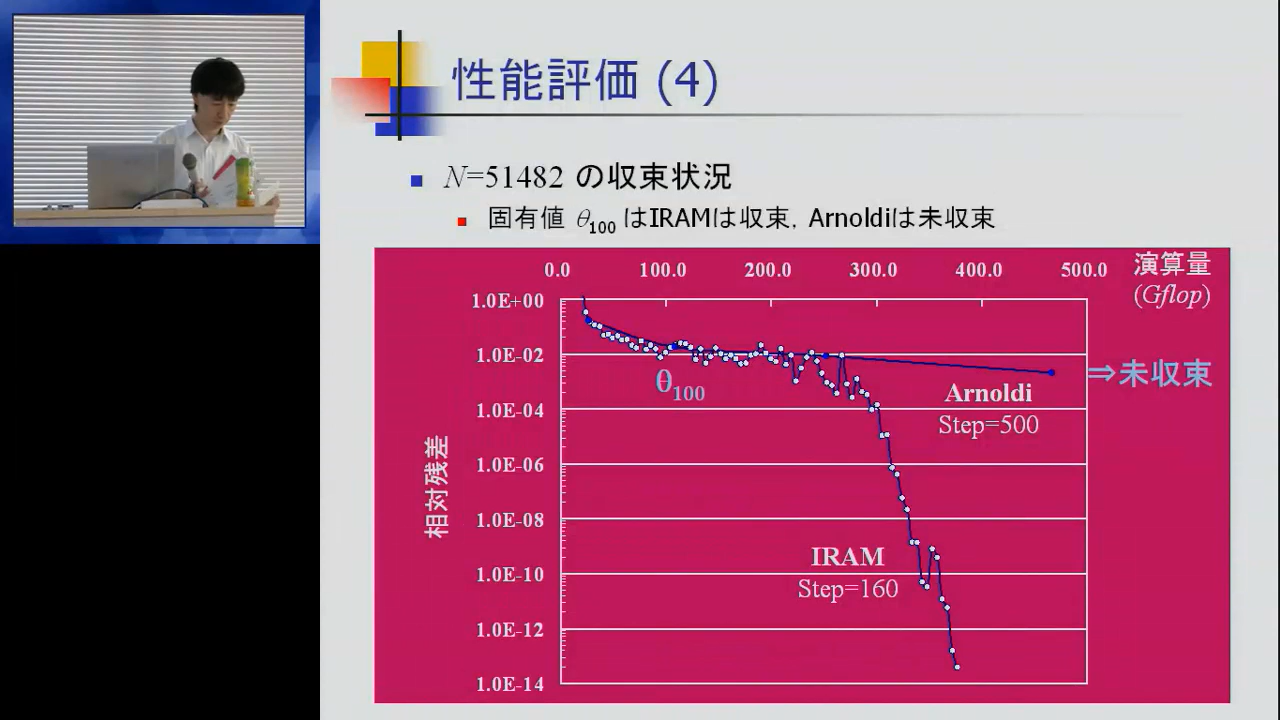 性能評価 (4)
N=51482 の収束状況
固有値 θ100 はIRAMは収束, Arnoldiは未収束
0.0 100.0 200.0 300.0 400.0 500.0 演算量
(Gflop)
1.0E+00
1.0E-02
1.0E-04
1.0E-06
1.0E-08
1.0E-10
1.0E-12
1.0E-14
相対残差
θ100
⇒未収束
Arnoldi
Step=500
IRAM
Step=160